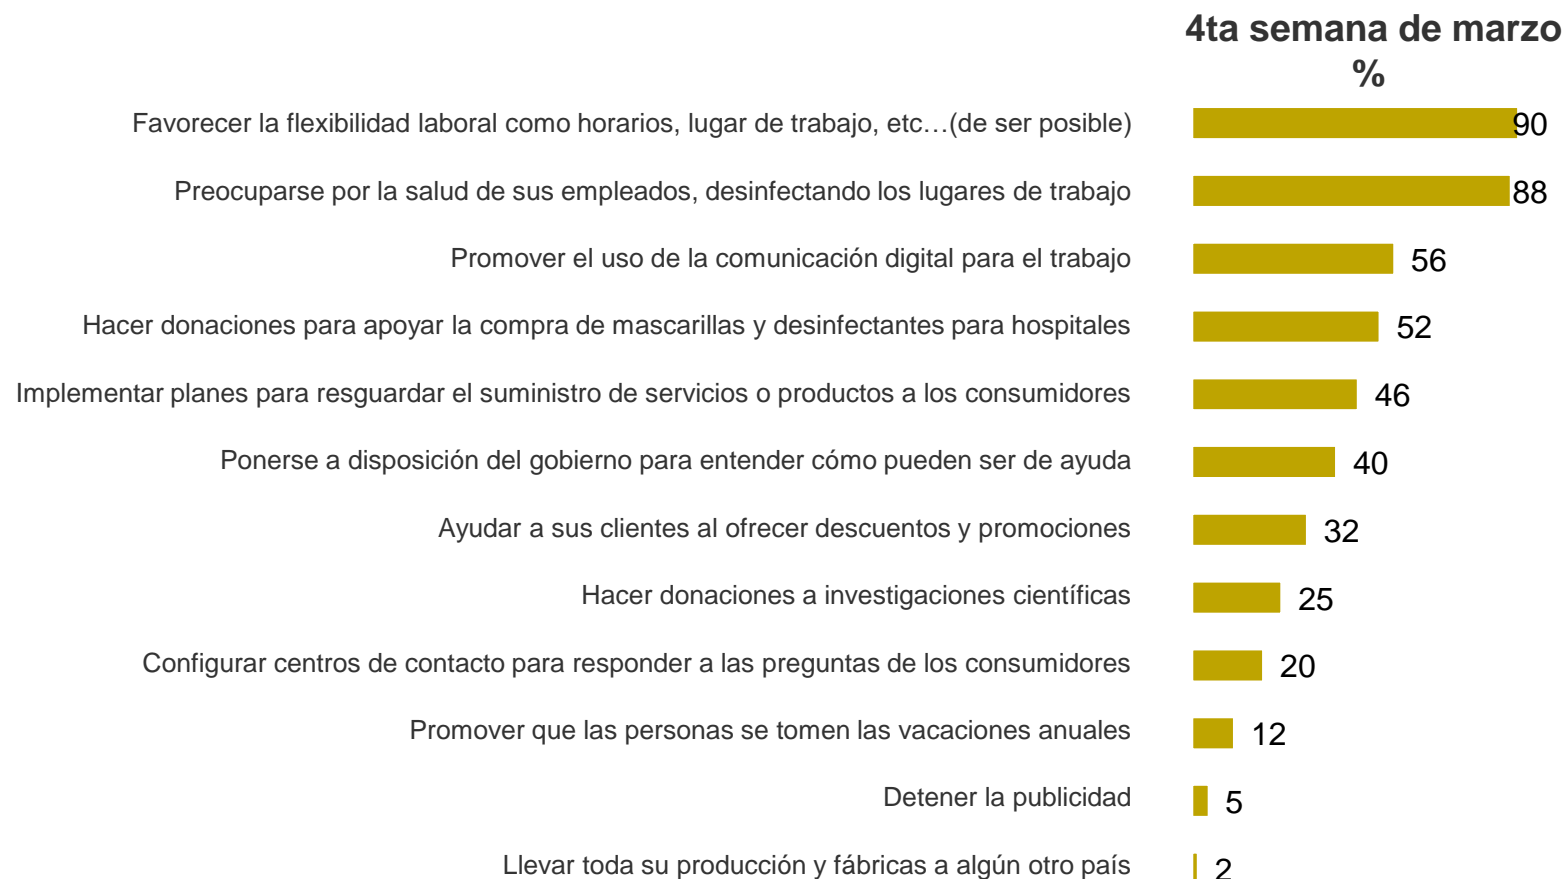 4ta semana de marzo
%
Favorecer la flexibilidad laboral como horarios, lugar de trabajo, etc…(de ser posible) 90
Preocuparse por la salud de sus empleados, desinfectando los lugares de trabajo 88
Promover el uso de la comunicación digital para el trabajo 56
Hacer donaciones para apoyar la compra de mascarillas y desinfectantes para hospitales 52
Implementar planes para resguardar el suministro de servicios o productos a los consumidores 46
Ponerse a disposición del gobierno para entender cómo pueden ser de ayuda 40
Ayudar a sus clientes al ofrecer descuentos y promociones 32
Hacer donaciones a investigaciones científicas 25
Configurar centros de contacto para responder a las preguntas de los consumidores 20
Promover que las personas se tomen las vacaciones anuales 12
Detener la publicidad 5
Llevar toda su producción y fábricas a algún otro país 2